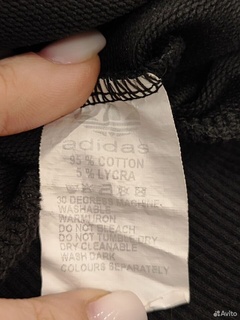 adidas
95 % COTTON
5 % LYCRA
30 DEGREES MACHINE
WASHABLE
WARM IRON
DO NOT BLEACH
DO NOT TUMBLE DRY
DRY CLEANABLE
WASH DARK
COLOURS SEPARATELY
Avito